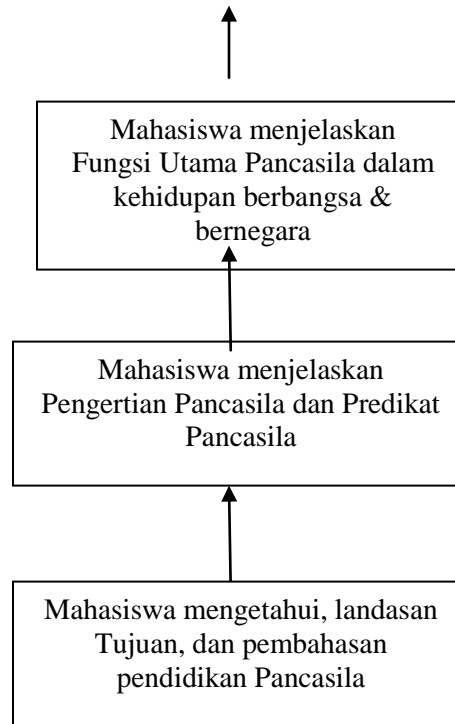 Mahasiswa menjelaskan
Fungsi Utama Pancasila dalam
kehidupan berbangsa &
bernegara
Mahasiswa menjelaskan
Pengertian Pancasila dan Predikat
Pancasila
Mahasiswa mengetahui, landasan
Tujuan, dan pembahasan
pendidikan Pancasila